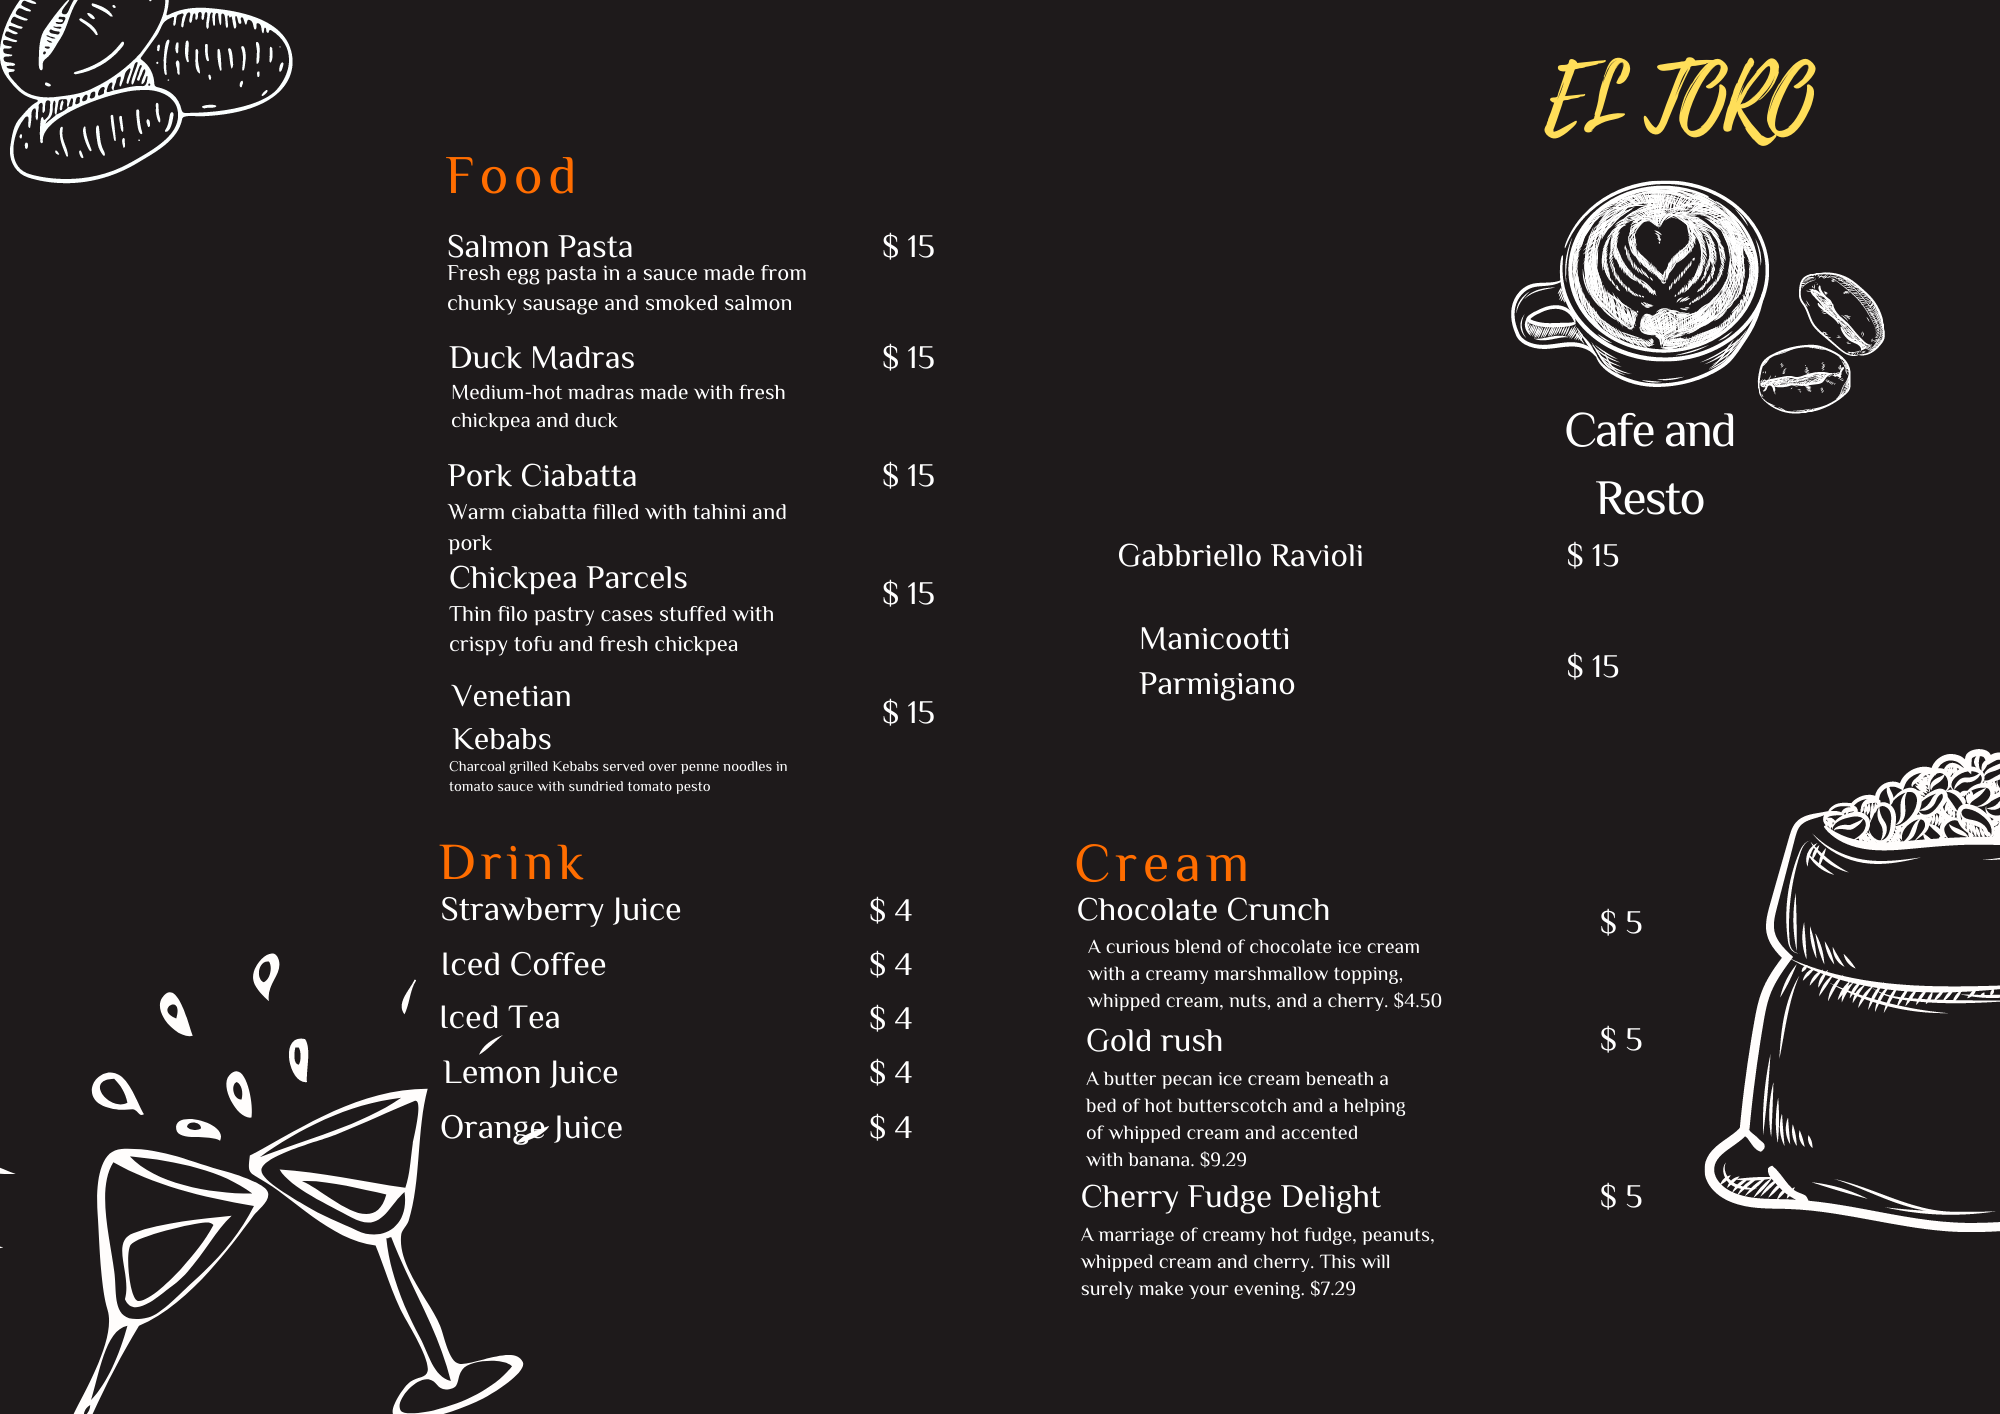 EL TORO
Cafe and
Resto
Food
Salmon Pasta $ 15
Fresh egg pasta in a sauce made from
chunky sausage and smoked salmon
Duck Madras $ 15
Medium-hot madras made with fresh
chickpea and duck
Pork Ciabatta $ 15
Warm ciabatta filled with tahini and
pork
Chickpea Parcels $ 15
Thin filo pastry cases stuffed with
crispy tofu and fresh chickpea
Venetian
Kebabs $ 15
Charcoal grilled Kebabs served over penne noodles in
tomato sauce with sundried tomato pesto
Gabbriello Ravioli $ 15
Manicootti
Parmigiano $ 15
Drink
Strawberry Juice $ 4
Iced Coffee $ 4
Iced Tea $ 4
Lemon Juice $ 4
Orange Juice $ 4
Cream
Chocolate Crunch $ 5
A curious blend of chocolate ice cream
with a creamy marshmallow topping,
whipped cream, nuts, and a cherry. $4.50
Gold rush $ 5
A butter pecan ice cream beneath a
bed of hot butterscotch and a helping
of whipped cream and accented
with banana. $9.29
Cherry Fudge Delight $ 5
A marriage of creamy hot fudge, peanuts,
whipped cream and cherry. This will
surely make your evening. $7.29